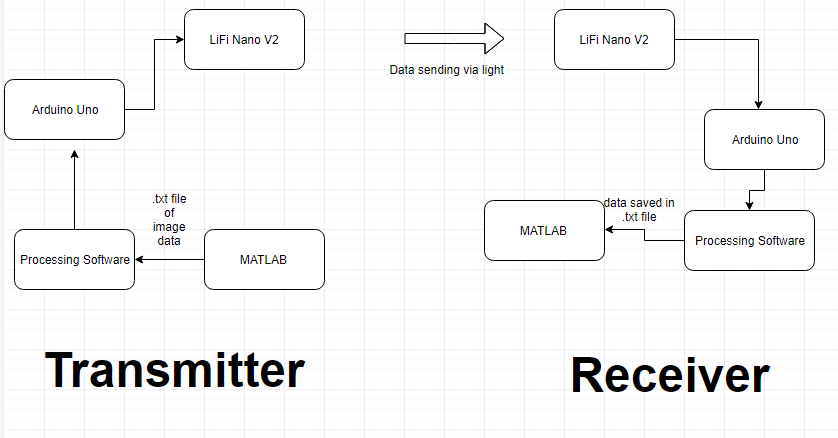 LiFi Nano V2
Data sending via light
LiFi Nano V2
Arduino Uno
Arduino Uno
.txt file
of
image
data
Processing Software
MATLAB
data saved in
.txt file
MATLAB
Processing Software
Transmitter
Receiver